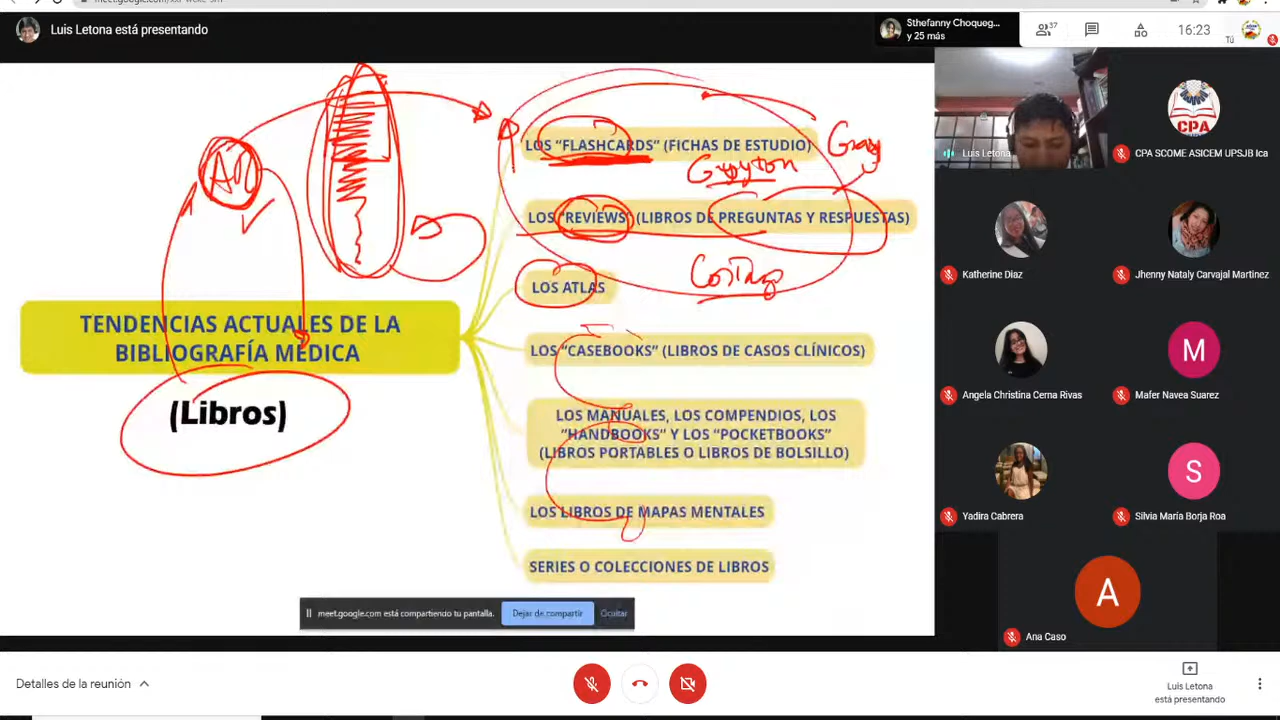 Luis Letona está presentando
Sthefanny Choqueg...
y 25 más
37
16:23
Tú
LOS “FLASHCARDS” (FICHAS DE ESTUDIO)
Gray
Guyton
LOS “REVIEWS” (LIBROS DE PREGUNTAS Y RESPUESTAS)
Costanzo
LOS ATLAS
TENDENCIAS ACTUALES DE LA
BIBLIOGRAFÍA MÉDICA
(Libros)
LOS “CASEBOOKS” (LIBROS DE CASOS CLÍNICOS)
LOS MANUALES, LOS COMPENDIOS, LOS
“HANDBOOKS” Y LOS “POCKETBOOKS”
(LIBROS PORTABLES O LIBROS DE BOLSILLO)
LOS LIBROS DE MAPAS MENTALES
SERIES O COLECCIONES DE LIBROS
meet.google.com está compartiendo tu pantalla.
Dejar de compartir
Ocultar
Luis Letona
CPA
CPA SCOME ASICEM UPSJB Ica
Katherine Diaz
Jhenny Nataly Carvajal Martinez
Angela Christina Cerna Rivas
M
Mafer Navea Suarez
Yadira Cabrera
S
Silvia María Borja Roa
A
Ana Caso
Detalles de la reunión
Luis Letona
está presentando